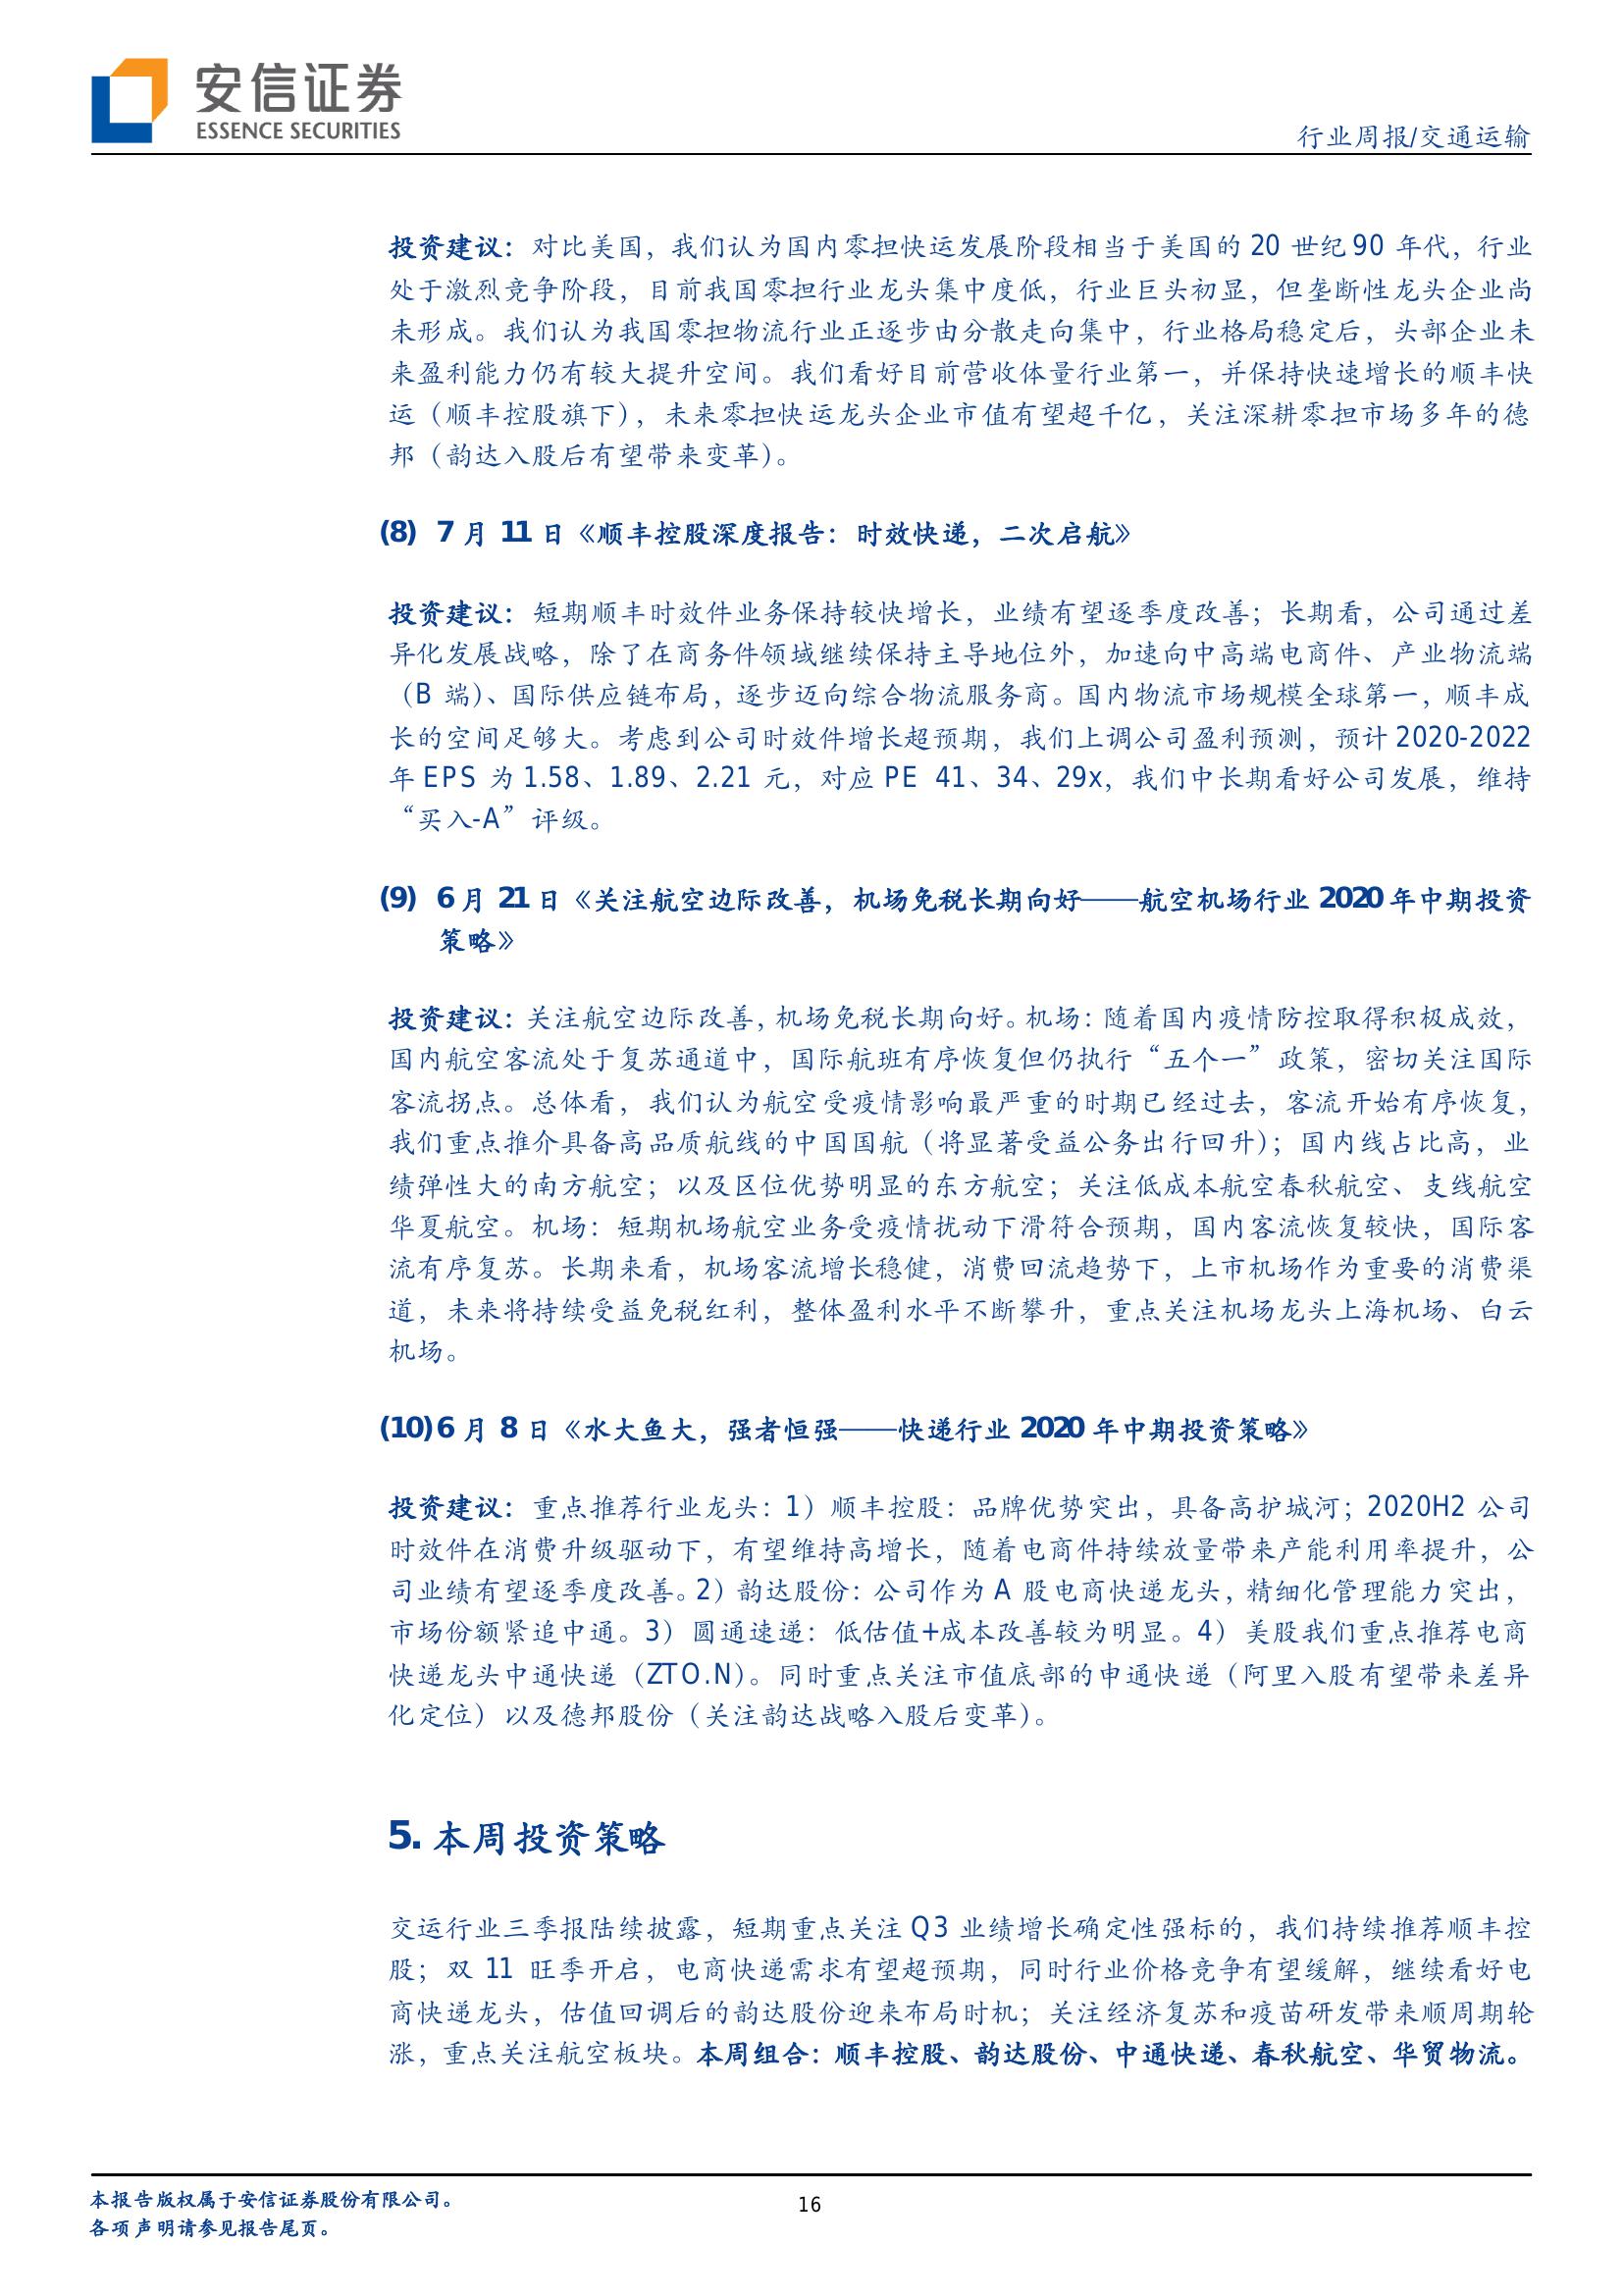 安信证券
ESSENCE SECURITIES
行业周报/交通运输
投资建议：对比美国，我们认为国内零担快运发展阶段相当于美国的 20 世纪 90 年代，行业
处于激烈竞争阶段，目前我国零担行业龙头集中度低，行业巨头初显，但垄断性龙头企业尚
未形成。我们认为我国零担物流行业正逐步由分散走向集中，行业格局稳定后，头部企业未
来盈利能力仍有较大提升空间。我们看好目前营收体量行业第一，并保持快速增长的顺丰快
运（顺丰控股旗下），未来零担快运龙头企业市值有望超千亿，关注深耕零担市场多年的德
邦（韵达入股后有望带来变革）。
(8) 7 月 11 日《顺丰控股深度报告：时效快递，二次启航》
投资建议：短期顺丰时效件业务保持较快增长，业绩有望逐季度改善；长期看，公司通过差
异化发展战略，除了在商务件领域继续保持主导地位外，加速向中高端电商件、产业物流端
（B 端）、国际供应链布局，逐步迈向综合物流服务商。国内物流市场规模全球第一，顺丰成
长的空间足够大。考虑到公司时效件增长超预期，我们上调公司盈利预测，预计 2020-2022
年 EPS 为 1.58、1.89、2.21 元，对应 PE 41、34、29x，我们中长期看好公司发展，维持
“买入-A”评级。
(9) 6 月 21 日《关注航空边际改善，机场免税长期向好——航空机场行业 2020 年中期投资
策略》
投资建议：关注航空边际改善，机场免税长期向好。机场：随着国内疫情防控取得积极成效，
国内航空客流处于复苏通道中，国际航班有序恢复但仍执行“五个一”政策，密切关注国际
客流拐点。总体看，我们认为航空受疫情影响最严重的时期已经过去，客流开始有序恢复，
我们重点推介具备高品质航线的中国国航（将显著受益公务出行回升）；国内线占比高，业
绩弹性大的南方航空；以及区位优势明显的东方航空；关注低成本航空春秋航空、支线航空
华夏航空。机场：短期机场航空业务受疫情扰动下滑符合预期，国内客流恢复较快，国际客
流有序复苏。长期来看，机场客流增长稳健，消费回流趋势下，上市机场作为重要的消费渠
道，未来将持续受益免税红利，整体盈利水平不断攀升，重点关注机场龙头上海机场、白云
机场。
(10) 6 月 8 日《水大鱼大，强者恒强——快递行业 2020 年中期投资策略》
投资建议：重点推荐行业龙头：1）顺丰控股：品牌优势突出，具备高护城河；2020H2 公司
时效件在消费升级驱动下，有望维持高增长，随着电商件持续放量带来产能利用率提升，公
司业绩有望逐季度改善。2）韵达股份：公司作为 A 股电商快递龙头，精细化管理能力突出，
市场份额紧追中通。3）圆通速递：低估值+成本改善较为明显。4）美股我们重点推荐电商
快递龙头中通快递（ZTO.N）。同时重点关注市值底部的申通快递（阿里入股有望带来差异
化定位）以及德邦股份（关注韵达战略入股后变革）。
5. 本周投资策略
交运行业三季报陆续披露，短期重点关注 Q3 业绩增长确定性强标的，我们持续推荐顺丰控
股；双 11 旺季开启，电商快递需求有望超预期，同时行业价格竞争有望缓解，继续看好电
商快递龙头，估值回调后的韵达股份迎来布局时机；关注经济复苏和疫苗研发带来顺周期轮
涨，重点关注航空板块。本周组合：顺丰控股、韵达股份、中通快递、春秋航空、华贸物流。
本报告版权属于安信证券股份有限公司。
16
各项声明请参见报告尾页。